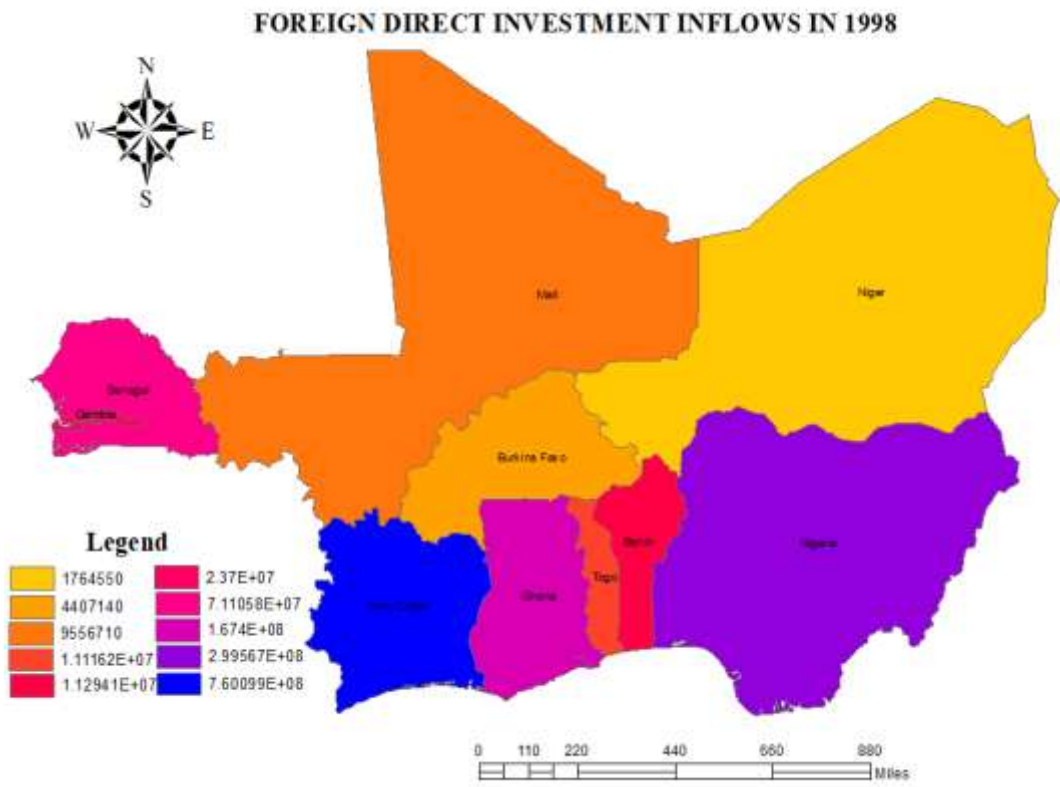 FOREIGN DIRECT INVESTMENT INFLOWS IN 1998
N
W E
S
Mali
Niger
Senegal
Gambia
Burkina Faso
Benin
Nigeria
Togo
Ghana
Legend
1764550
4407140
9556710
1.11162E+07
1.12941E+07
2.37E+07
7.11058E+07
1.674E+08
2.99567E+08
7.60099E+08
0 110 220 440 660 880
Miles